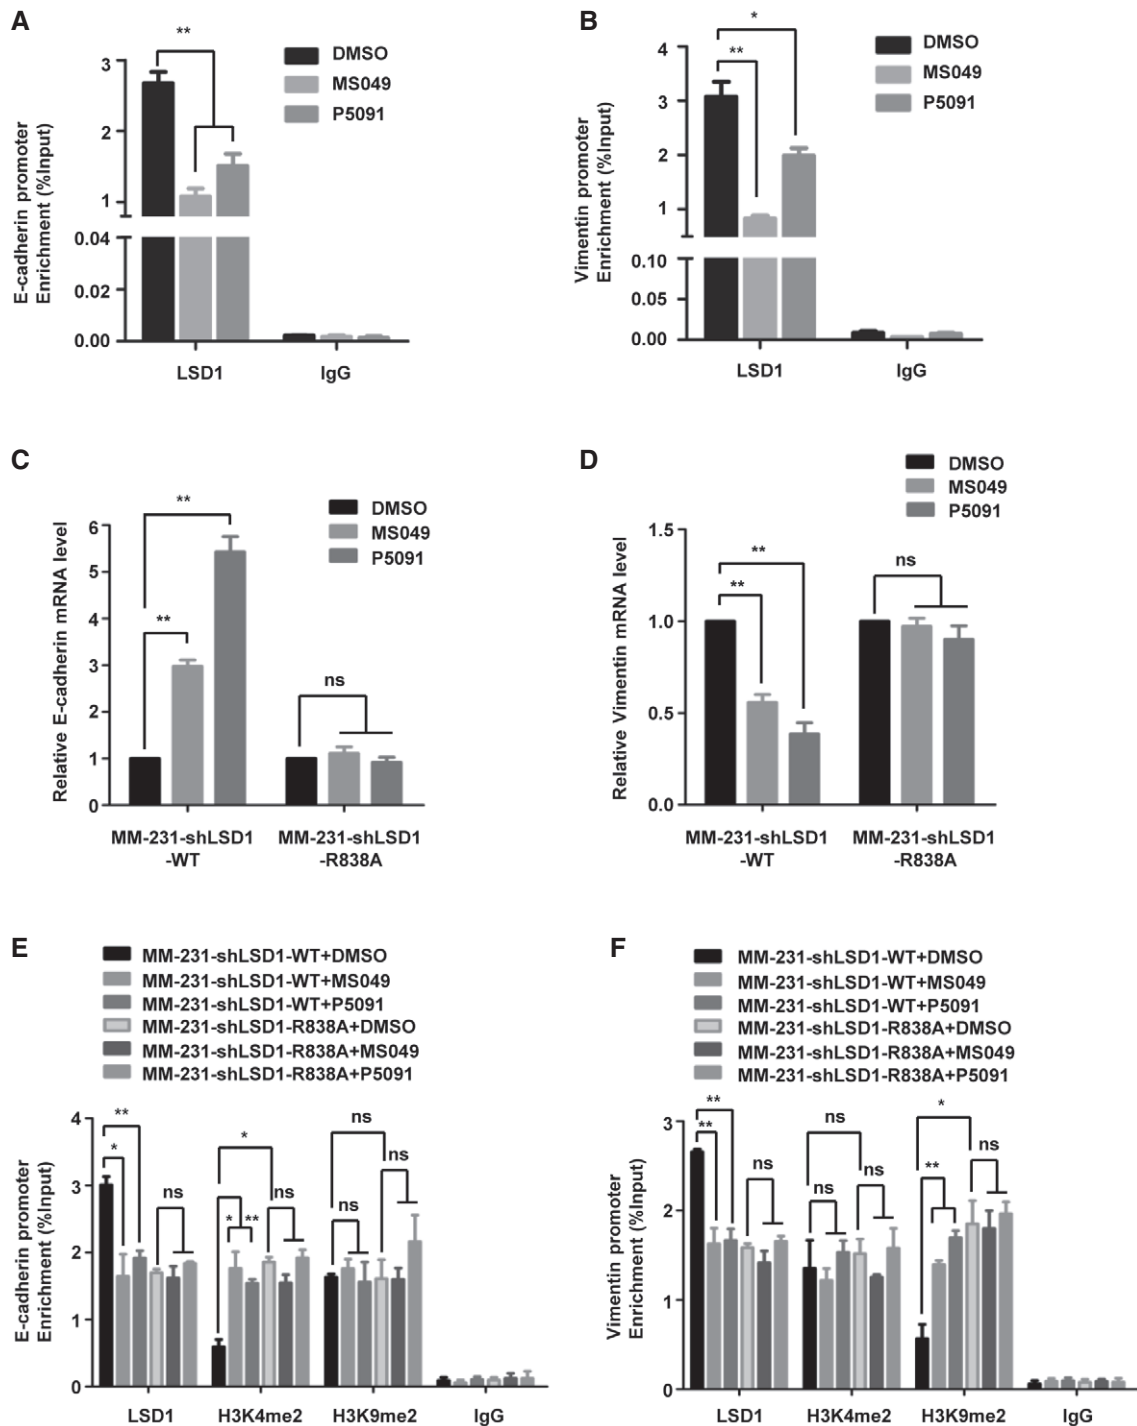 A
**
DMSO
MS049
P5091
E-cadherin promoter
Enrichment (%Input)
3
2
1
0.04
0.02
0.00
LSD1
IgG
B
*
**
DMSO
MS049
P5091
Vimentin promoter
Enrichment (%Input)
4
3
2
1
0.10
0.05
0.00
LSD1
IgG
C
**
**
ns
DMSO
MS049
P5091
Relative E-cadherin mRNA level
6
5
4
3
2
1
0
MM-231-shLSD1
-WT
MM-231-shLSD1
-R838A
D
DMSO
MS049
P5091
**
**
ns
Relative Vimentin mRNA level
1.5
1.0
0.5
0.0
MM-231-shLSD1
-WT
MM-231-shLSD1
-R838A
E
MM-231-shLSD1-WT+DMSO
MM-231-shLSD1-WT+MS049
MM-231-shLSD1-WT+P5091
MM-231-shLSD1-R838A+DMSO
MM-231-shLSD1-R838A+MS049
MM-231-shLSD1-R838A+P5091
E-cadherin promoter
Enrichment (%Input)
4
3
2
1
0
**
*
ns
*
* **
ns
ns
ns
ns
LSD1
H3K4me2
H3K9me2
IgG
F
MM-231-shLSD1-WT+DMSO
MM-231-shLSD1-WT+MS049
MM-231-shLSD1-WT+P5091
MM-231-shLSD1-R838A+DMSO
MM-231-shLSD1-R838A+MS049
MM-231-shLSD1-R838A+P5091
Vimentin promoter
Enrichment (%Input)
3
2
1
0
**
**
ns
ns
ns
ns
*
**
ns
LSD1
H3K4me2
H3K9me2
IgG